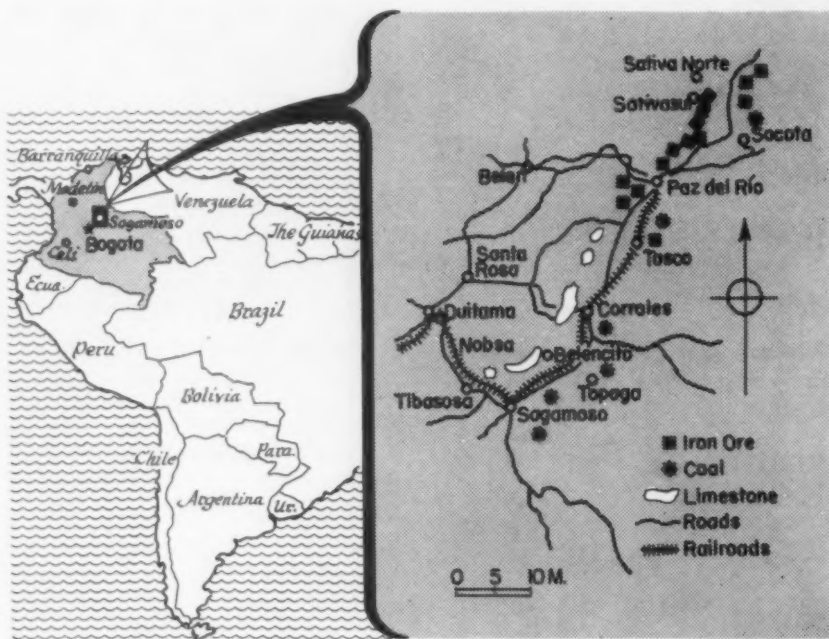 Barranquilla
Medellin
Sogamoso
Bogota
Cali
Venezuela
The Guianas
Ecua.
Peru
Brazil
Bolivia
Para.
Chile
Argentina
Ur.
Sativa Norte
Sativasur
Socota
Belen
Paz del Río
Santa
Rosa
Tasco
Duitama
Corrales
Nobsa
Belencito
Tibasosa
Topaga
Sogamoso
Iron Ore
Coal
Limestone
Roads
Railroads
0 5 10 M.